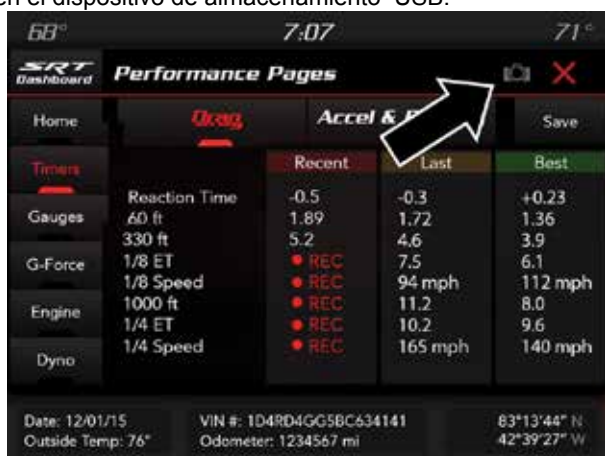 en el dispositivo de almacenamiento USB.
68° 7:07 71°
SRT Dashboard Performance Pages
Home Drag Accel & Save
Timers Recent Last Best
Reaction Time -0.5 -0.3 +0.23
Gauges 60 ft 1.89 1.72 1.36
330 ft 5.2 4.6 3.9
G-Force 1/8 ET REC 7.5 6.1
1/8 Speed REC 94 mph 112 mph
Engine 1000 ft REC 11.2 8.0
1/4 ET REC 10.2 9.6
Dyno 1/4 Speed REC 165 mph 140 mph
Date: 12/01/15 VIN #: 1D4RD4GG5BC634141 83°13'44" N
Outside Temp: 76° Odometer: 1234567 mi 42°39'27" W